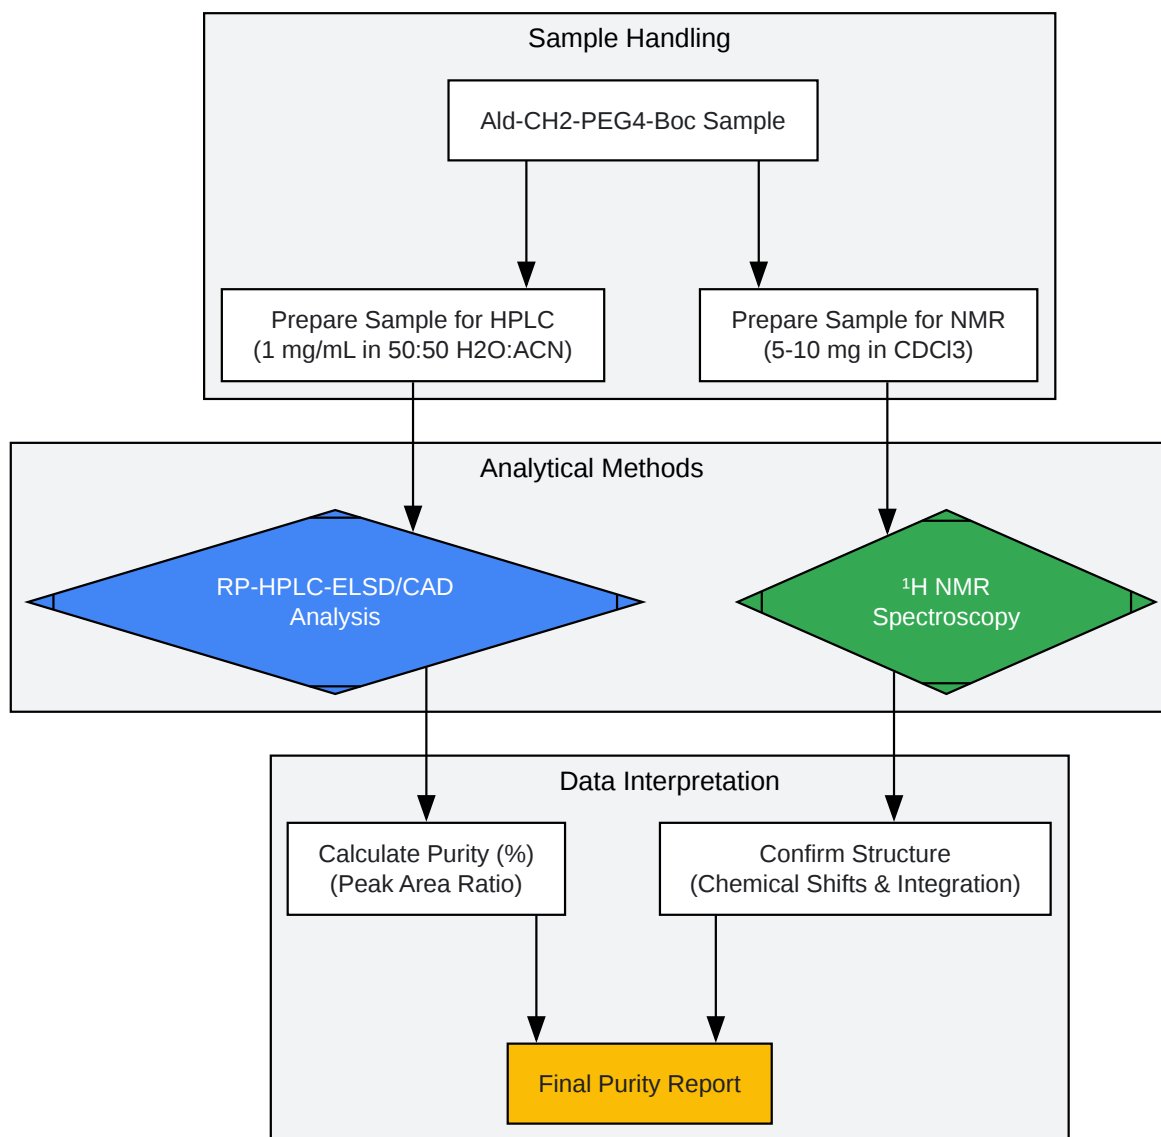 Sample Handling
Ald-CH2-PEG4-Boc Sample
Prepare Sample for HPLC
(1 mg/mL in 50:50 H2O:ACN)
Prepare Sample for NMR
(5-10 mg in CDCl3)
Analytical Methods
RP-HPLC-ELSD/CAD
Analysis
¹H NMR
Spectroscopy
Data Interpretation
Calculate Purity (%)
(Peak Area Ratio)
Confirm Structure
(Chemical Shifts & Integration)
Final Purity Report